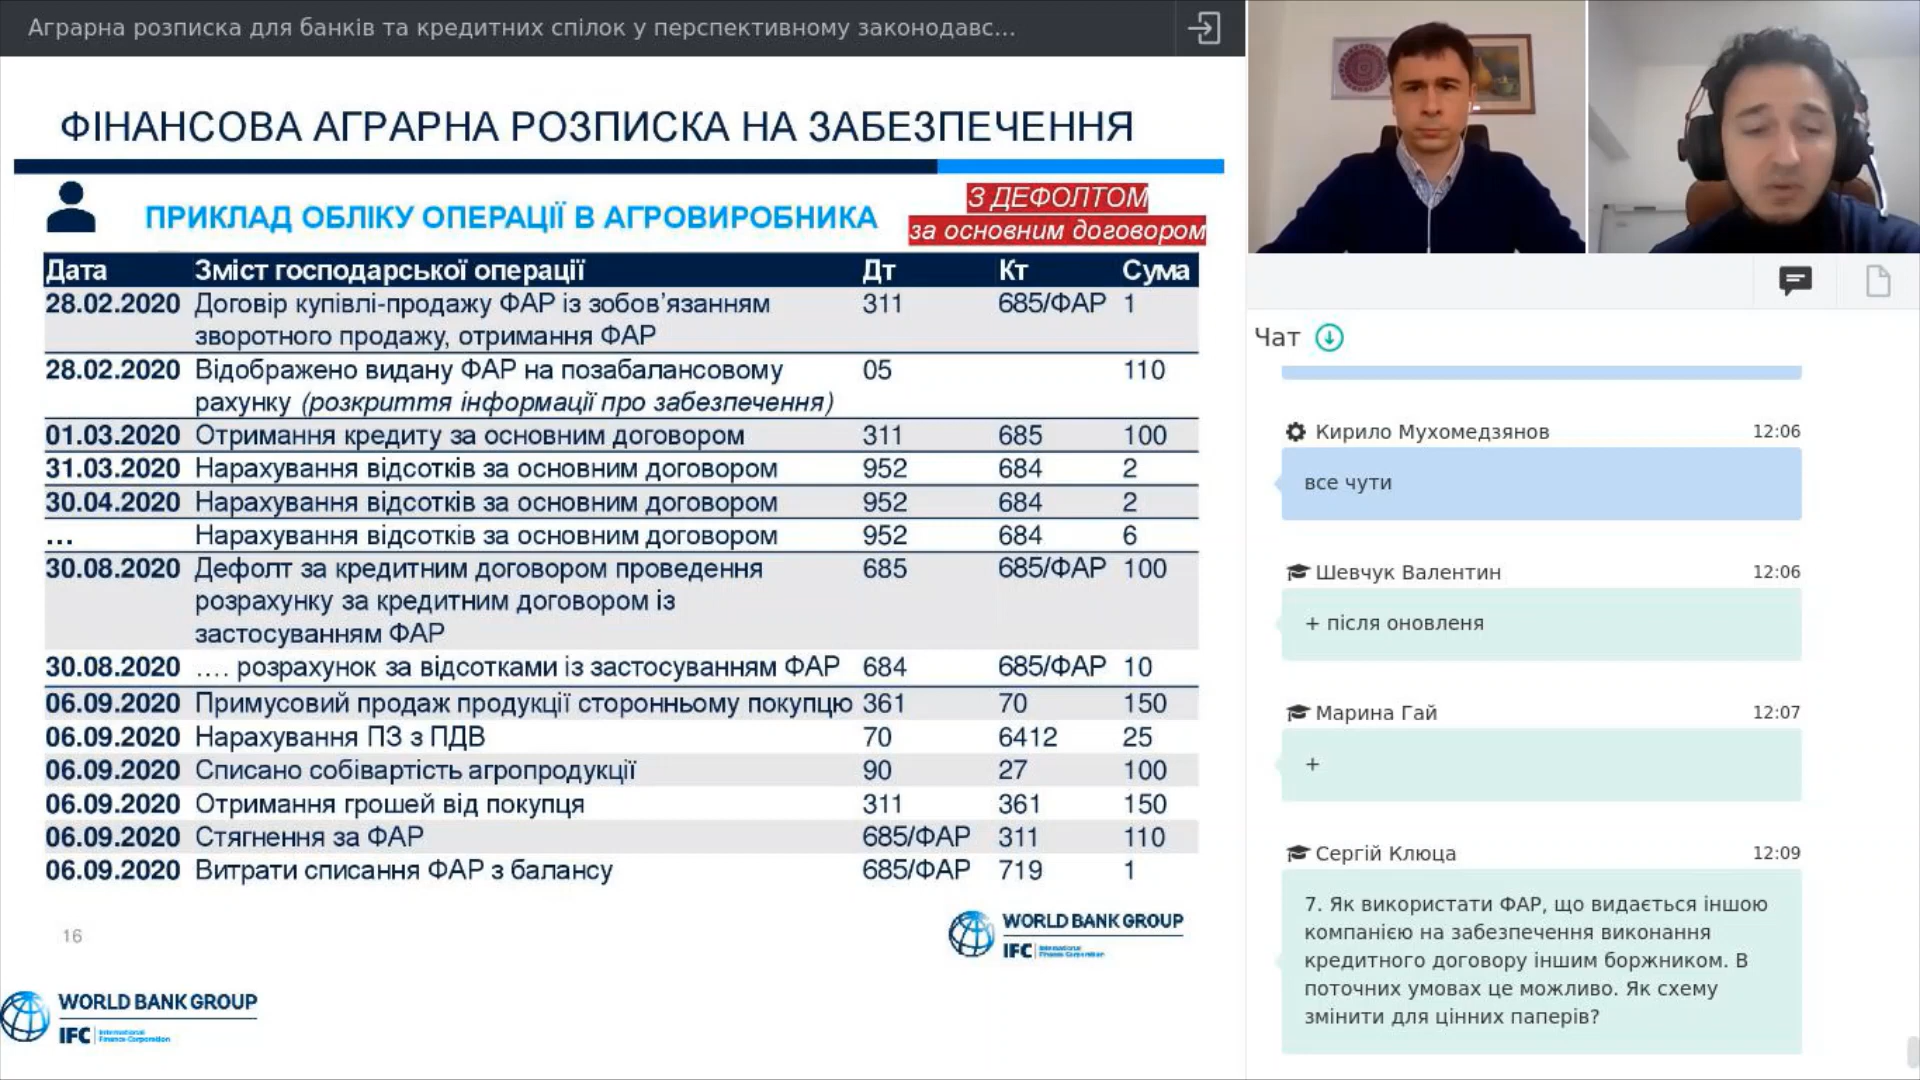 Аграрна розписка для банків та кредитних спілок у перспективному законодавс...
ФІНАНСОВА АГРАРНА РОЗПИСКА НА ЗАБЕЗПЕЧЕННЯ
ПРИКЛАД ОБЛІКУ ОПЕРАЦІЇ В АГРОВИРОБНИКА
З ДЕФОЛТОМ
за основним договором
Дата Зміст господарської операції Дт Кт Сума
28.02.2020 Договір купівлі-продажу ФАР із зобов’язанням 311 685/ФАР 1
зворотного продажу, отримання ФАР
28.02.2020 Відображено видану ФАР на позабалансовому 05 110
рахунку (розкриття інформації про забезпечення)
01.03.2020 Отримання кредиту за основним договором 311 685 100
31.03.2020 Нарахування відсотків за основним договором 952 684 2
30.04.2020 Нарахування відсотків за основним договором 952 684 2
... Нарахування відсотків за основним договором 952 684 6
30.08.2020 Дефолт за кредитним договором проведення 685 685/ФАР 100
розрахунку за кредитним договором із
застосуванням ФАР
30.08.2020 .... розрахунок за відсотками із застосуванням ФАР 684 685/ФАР 10
06.09.2020 Примусовий продаж продукції сторонньому покупцю 361 70 150
06.09.2020 Нарахування ПЗ з ПДВ 70 6412 25
06.09.2020 Списано собівартість агропродукції 90 27 100
06.09.2020 Отримання грошей від покупця 311 361 150
06.09.2020 Стягнення за ФАР 685/ФАР 311 110
06.09.2020 Витрати списання ФАР з балансу 685/ФАР 719 1
16
WORLD BANK GROUP
IFC International
Finance Corporation
WORLD BANK GROUP
IFC International
Finance Corporation
Чат
Кирило Мухомедзянов 12:06
все чути
Шевчук Валентин 12:06
+ після оновленя
Марина Гай 12:07
+
Сергій Клюца 12:09
7. Як використати ФАР, що видається іншою
компанією на забезпечення виконання
кредитного договору іншим боржником. В
поточних умовах це можливо. Як схему
змінити для цінних паперів?